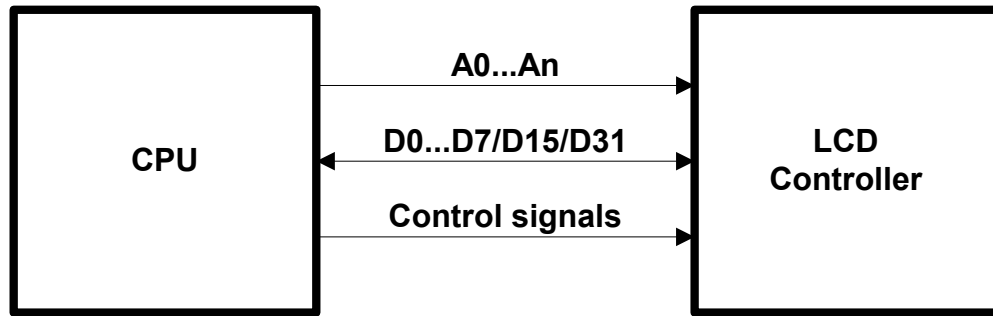 A0...An
D0...D7/D15/D31
CPU
LCD
Controller
Control signals